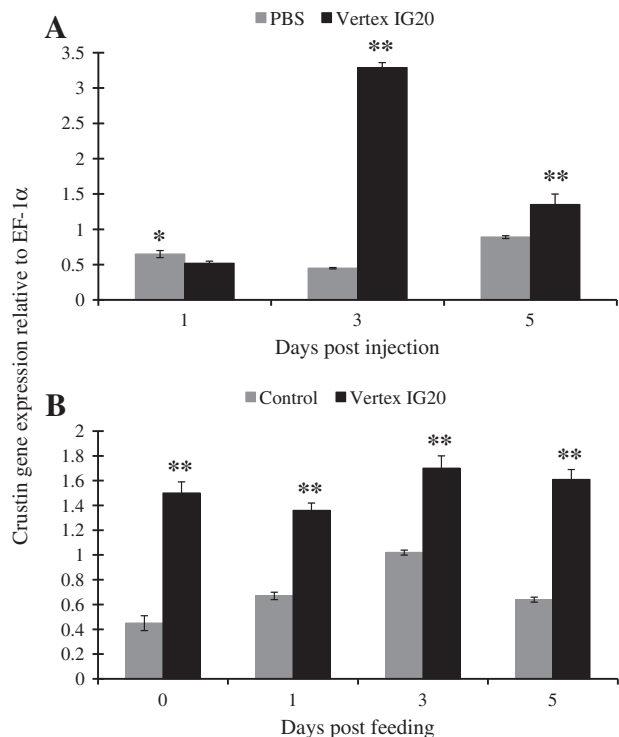 A
PBS Vertex IG20
3.5
3
2.5
2
1.5
1
0.5
0
* ** **
1 3 5
Days post injection
Crustin gene expression relative to EF-1α
B
Control Vertex IG20
2
1.8
1.6
1.4
1.2
1
0.8
0.6
0.4
0.2
0
** ** ** **
0 1 3 5
Days post feeding